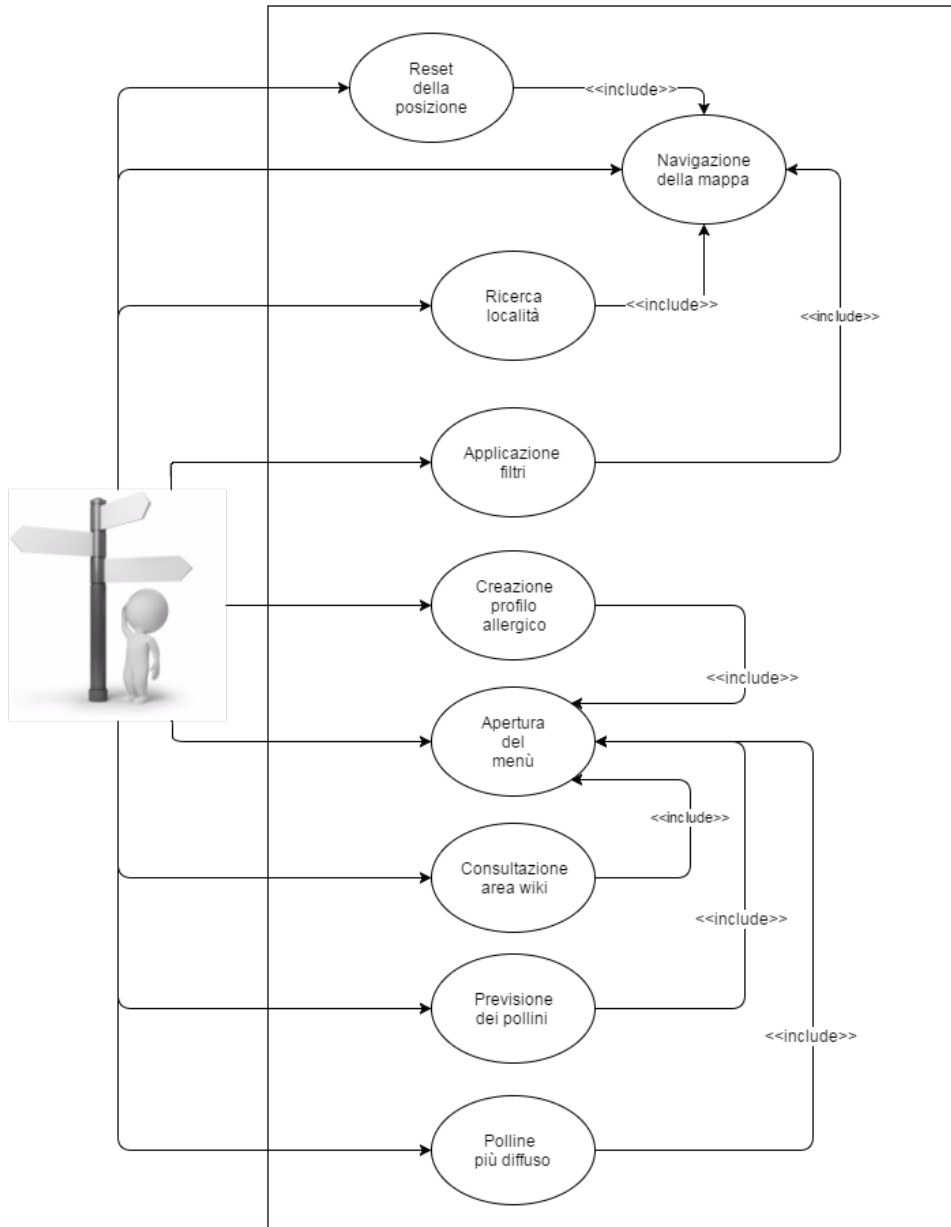 Reset
della
posizione
<<include>>
Navigazione
della mappa
Ricerca
località
<<include>>
<<include>>
Applicazione
filtri
Creazione
profilo
allergico
<<include>>
Apertura
del
menù
<<include>>
Consultazione
area wiki
<<include>>
Previsione
dei pollini
<<include>>
Polline
più diffuso